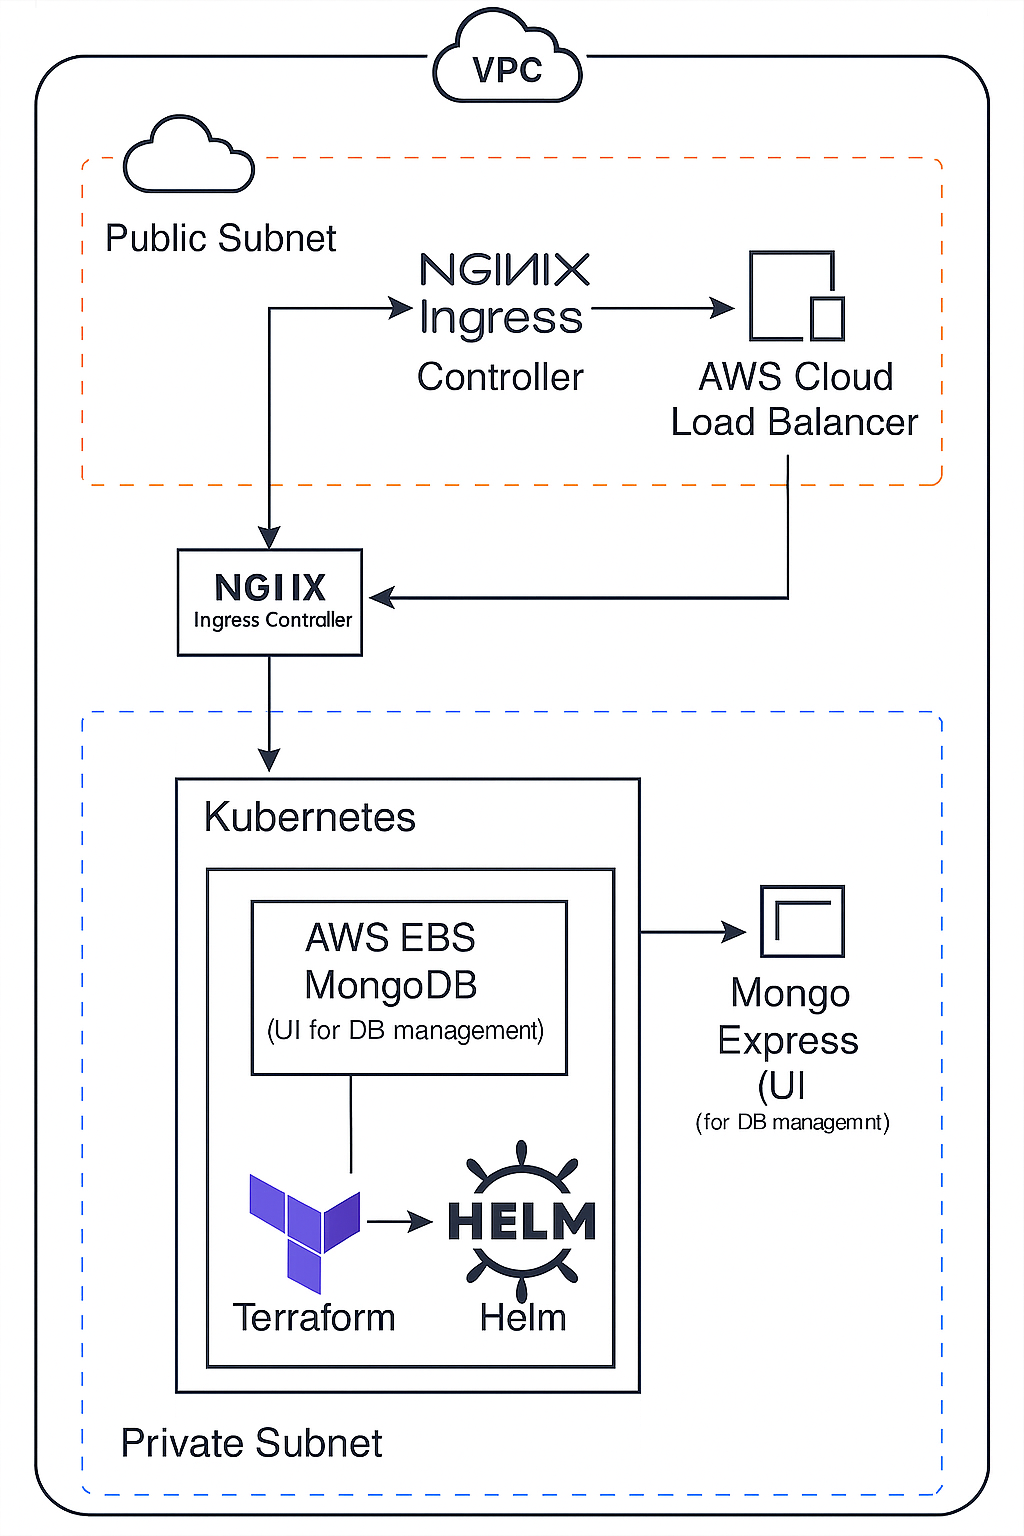 VPC
Public Subnet
NGINIX
Ingress
Controller
AWS Cloud
Load Balancer
NGIIX
Ingress Contraller
Kubernetes
AWS EBS
MongoDB
(UI for DB management)
Mongo
Express
(UI
(for DB managemnt)
HELM
Terraform
Helm
Private Subnet